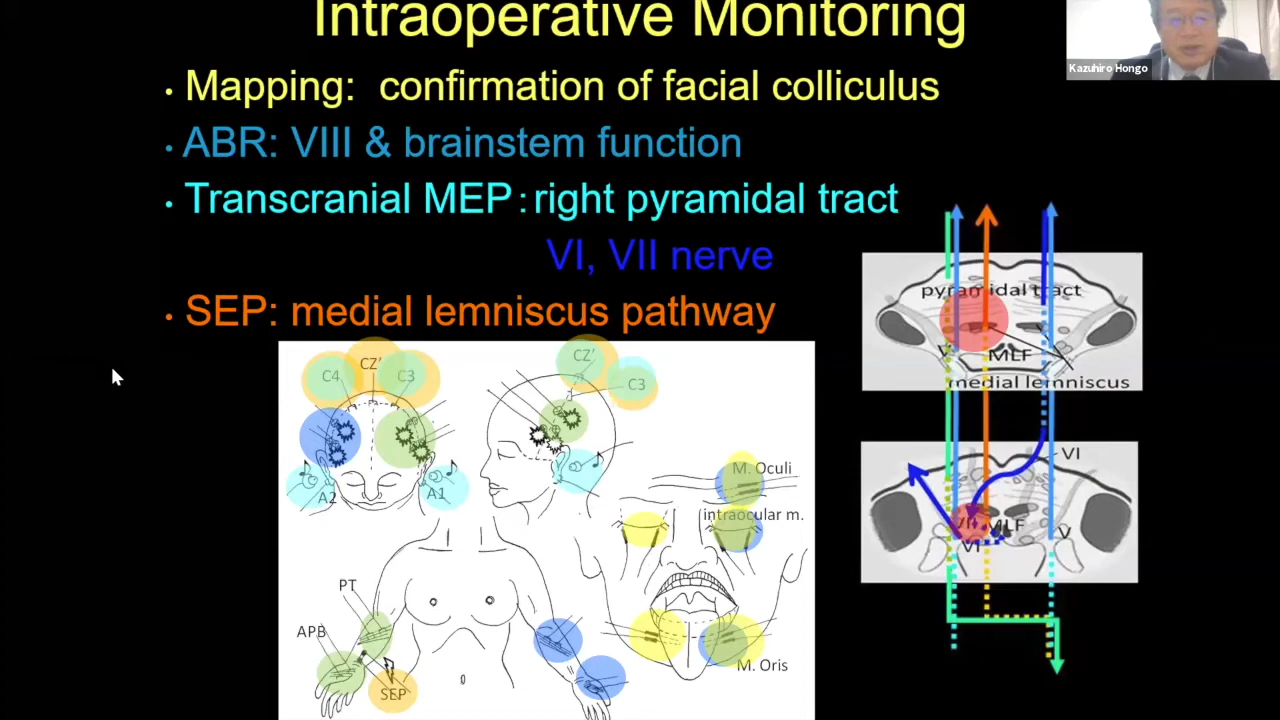 Intraoperative Monitoring
Kazuhiro Hongo
• Mapping: confirmation of facial colliculus
• ABR: VIII & brainstem function
• Transcranial MEP : right pyramidal tract
VI, VII nerve
• SEP: medial lemniscus pathway
CZ'
C4
C3
CZ'
C3
A2
A1
M. Oculi
intraocular m.
PT
APB
SEP
M. Oris
pyramidal tract
V
MLF
medial lemniscus
VI
MLF
V
VI